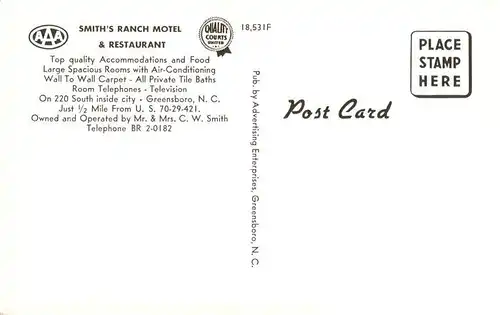 AAA
SMITH'S RANCH MOTEL
& RESTAURANT
QUALITY
COURTS
UNITED
18,531F
Top quality Accommodations and Food
Large Spacious Rooms with Air-Conditioning
Wall To Wall Carpet - All Private Tile Baths
Room Telephones - Television
On 220 South inside city - Greensboro, N. C.
Just ½ Mile From U. S. 70-29-421.
Owned and Operated by Mr. & Mrs. C. W. Smith
Telephone BR 2-0182
Pub. by Advertising Enterprises, Greensboro, N. C.
Post Card
PLACE
STAMP
HERE